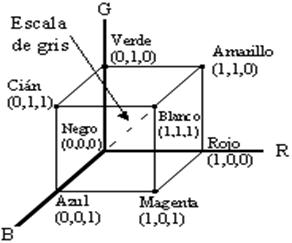 G
Escala
de gris
Verde
(0,1,0)
Amarillo
(1,1,0)
Cián
(0,1,1)
Negro
(0,0,0)
Blanco
(1,1,1)
Rojo
(1,0,0)
R
Azul
(0,0,1)
Magenta
(1,0,1)
B